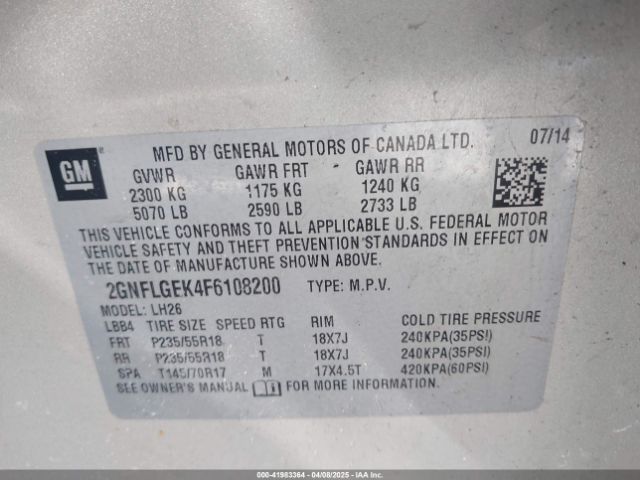 GM
MFD BY GENERAL MOTORS OF CANADA LTD. 07/14
GVWR GAWR FRT GAWR RR
2300 KG 1175 KG 1240 KG
5070 LB 2590 LB 2733 LB
THIS VEHICLE CONFORMS TO ALL APPLICABLE U.S. FEDERAL MOTOR
VEHICLE SAFETY AND THEFT PREVENTION STANDARDS IN EFFECT ON
THE DATE OF MANUFACTURE SHOWN ABOVE.
2GNFLGEK4F6108200 TYPE: M.P.V.
MODEL: LH26
LBB4 TIRE SIZE SPEED RTG RIM COLD TIRE PRESSURE
FRT P235/55R18 T 18X7J 240KPA(35PSI)
RR P235/55R18 T 18X7J 240KPA(35PSI)
SPA T145/70R17 M 17X4.5T 420KPA(60PSI)
SEE OWNER'S MANUAL FOR MORE INFORMATION
000-41983364 04/08/2025 IAAI.COM